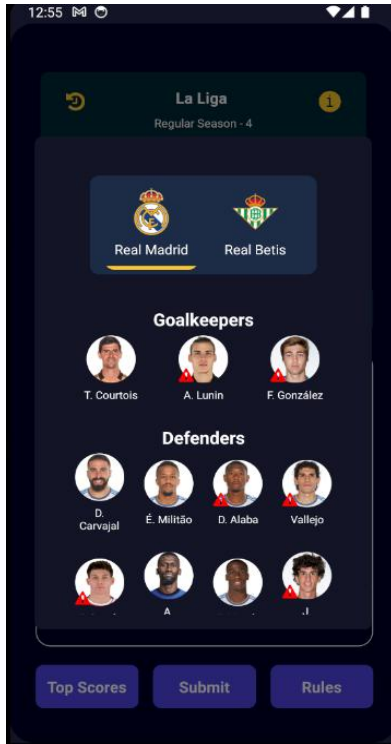 12:55
La Liga
Regular Season - 4
Real Madrid Real Betis
Goalkeepers
T. Courtois A. Lunin F. González
Defenders
D. Carvajal É. Militão D. Alaba Vallejo
A J
Top Scores Submit Rules